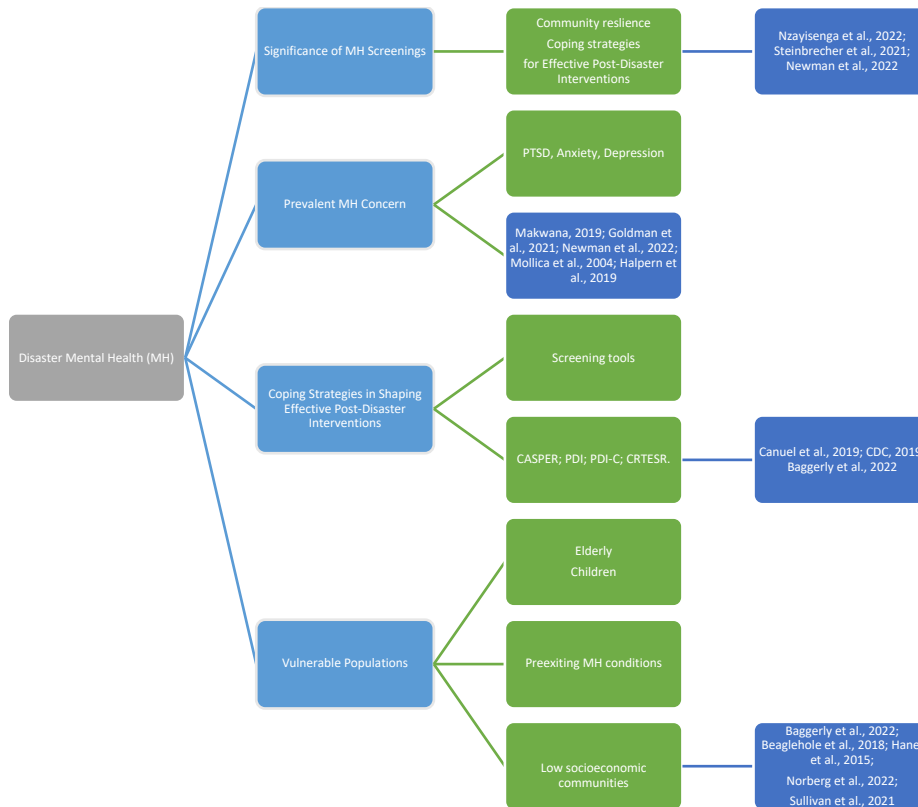 Disaster Mental Health (MH)
Significance of MH Screenings
Community reslience
Coping strategies
for Effective Post-Disaster
Interventions
Nzayisenga et al., 2022;
Steinbrecher et al., 2021;
Newman et al., 2022
Prevalent MH Concern
PTSD, Anxiety, Depression
Makwana, 2019; Goldman
et al., 2021; Newman et al., 2022;
Mollica et al., 2004; Halpern
et al., 2019
Coping Strategies in Shaping
Effective Post-Disaster
Interventions
Screening tools
CASPER; PDI; PDI-C; CRTESR.
Canuel et al., 2019; CDC, 2019
Baggerly et al., 2022
Vulnerable Populations
Elderly
Children
Preexiting MH conditions
Low socioeconomic
communities
Baggerly et al., 2022;
Beaglehole et al., 2018;
et al., 2015;
Norberg et al., 2022;
Sullivan et al., 2021